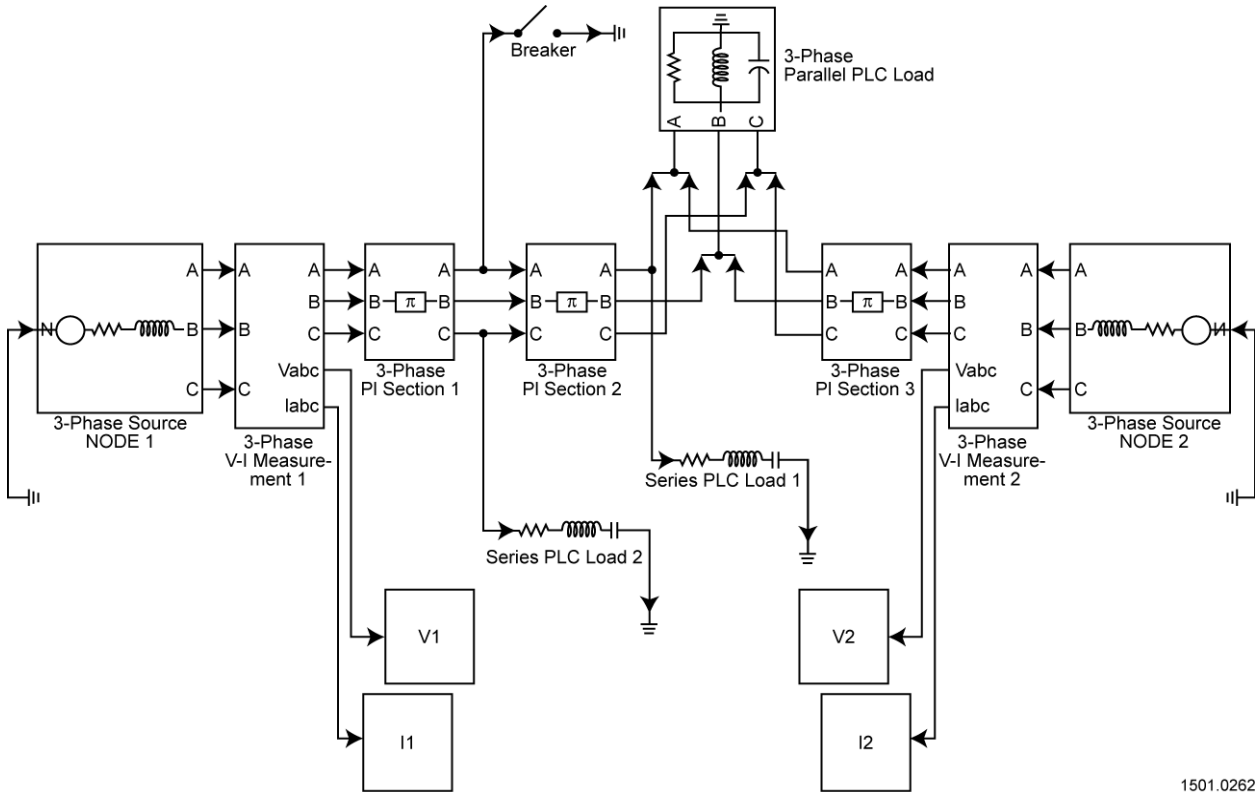 Breaker
3-Phase
Parallel PLC Load
A B C
A A A A A A A A A A A A
B B B π B B π B B π B B B B
C C C C C C C C C C C C
N
N
Vabc
Iabc
Vabc
Iabc
3-Phase Source
NODE 1
3-Phase
V-I Measure-
ment 1
3-Phase
PI Section 1
3-Phase
PI Section 2
3-Phase
PI Section 3
3-Phase
V-I Measure-
ment 2
3-Phase Source
NODE 2
Series PLC Load 1
Series PLC Load 2
V1
V2
I1
I2
1501.0262